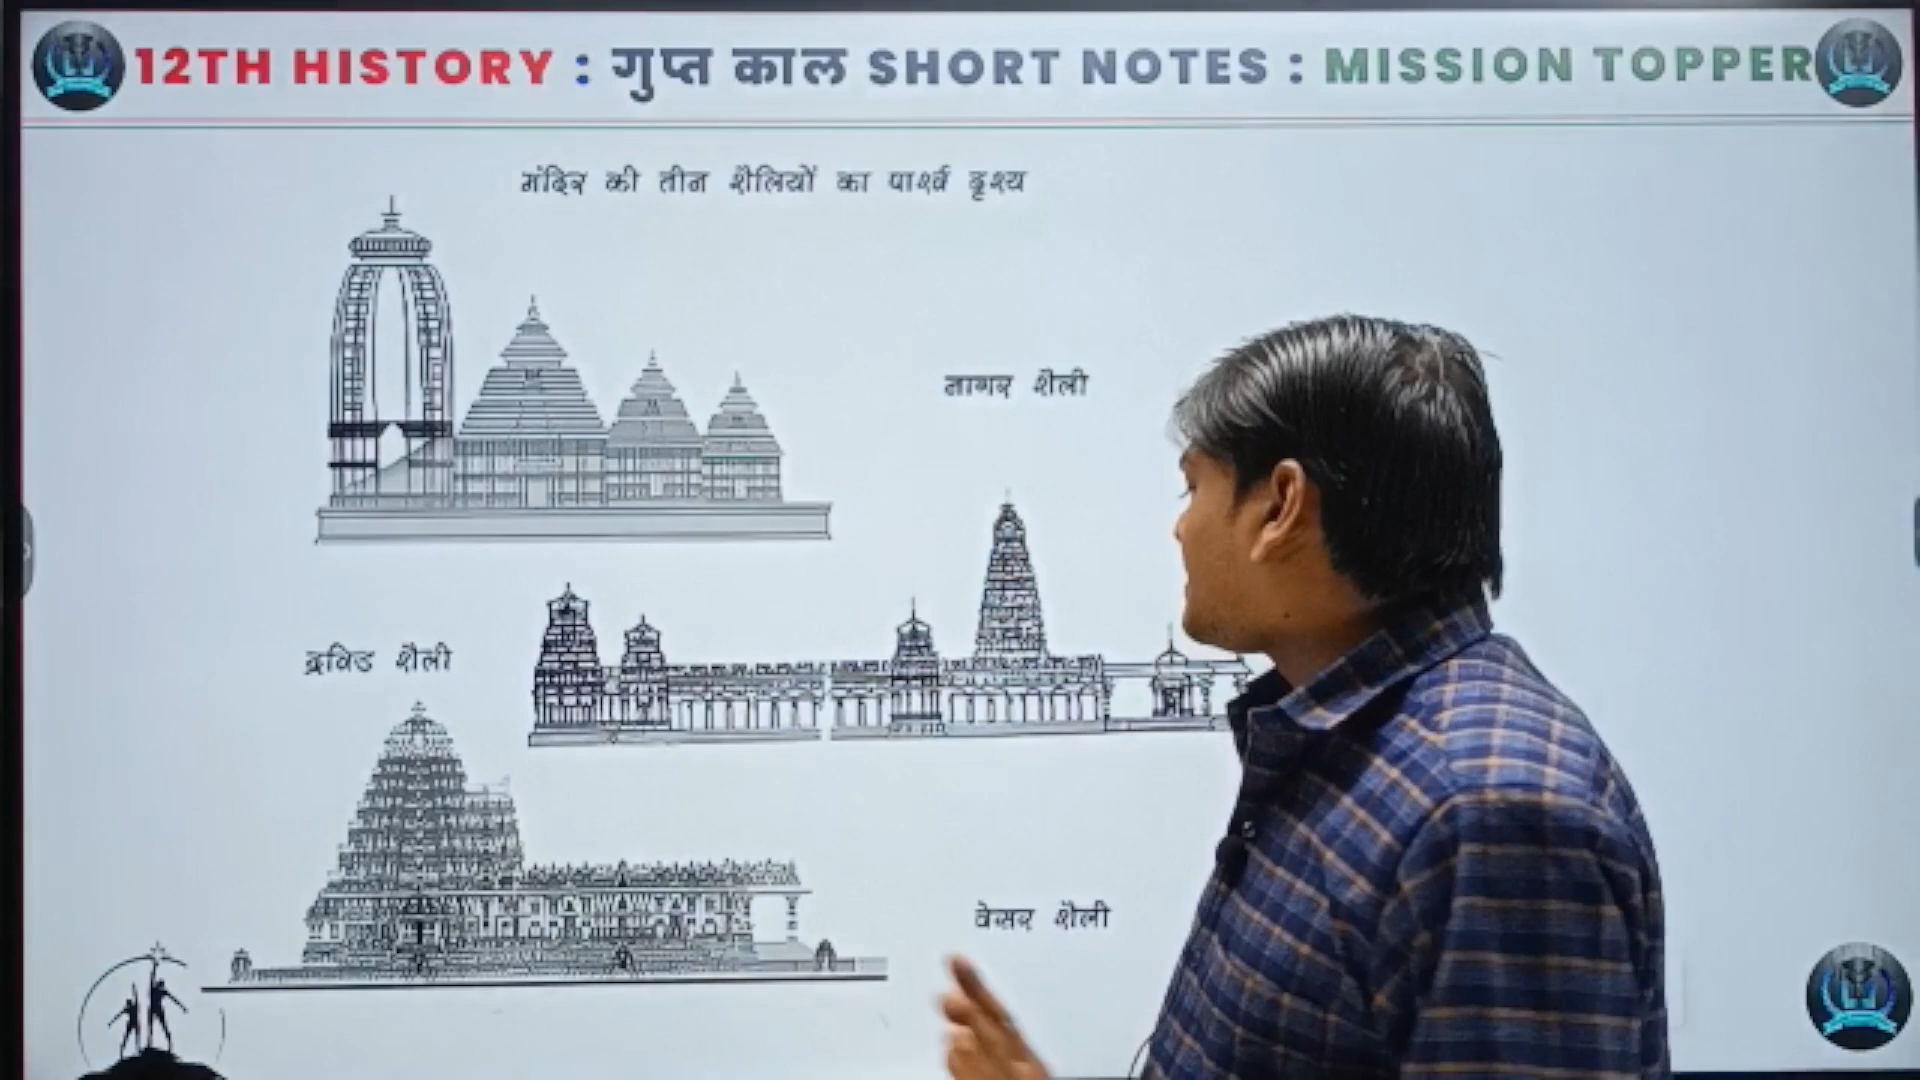 12TH HISTORY : गुप्त काल SHORT NOTES : MISSION TOPPER
मंदिर की तीन शैलियों का पार्श्व दृश्य
नागर शैली
द्रविड शैली
वेसर शैली